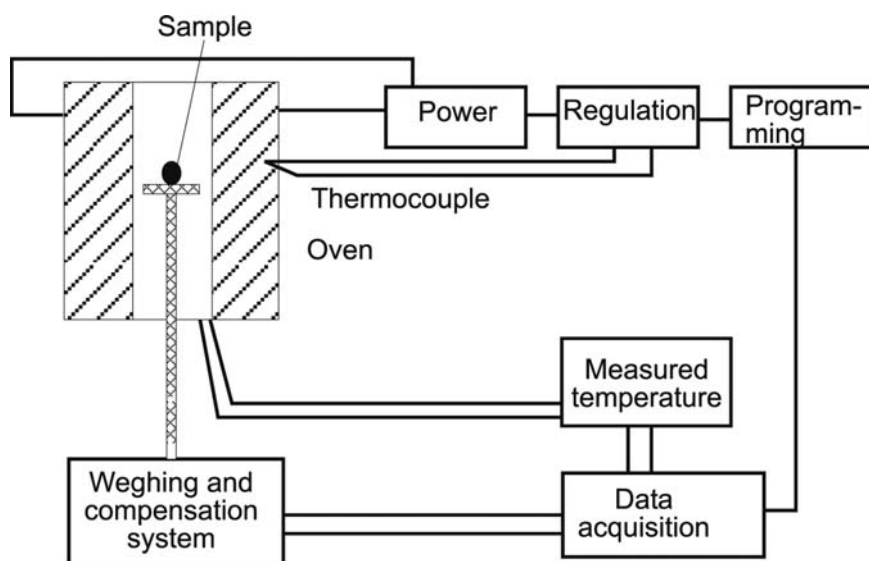 Sample
Power
Regulation
Program-
ming
Thermocouple
Oven
Measured
temperature
Weghing and
compensation
system
Data
acquisition